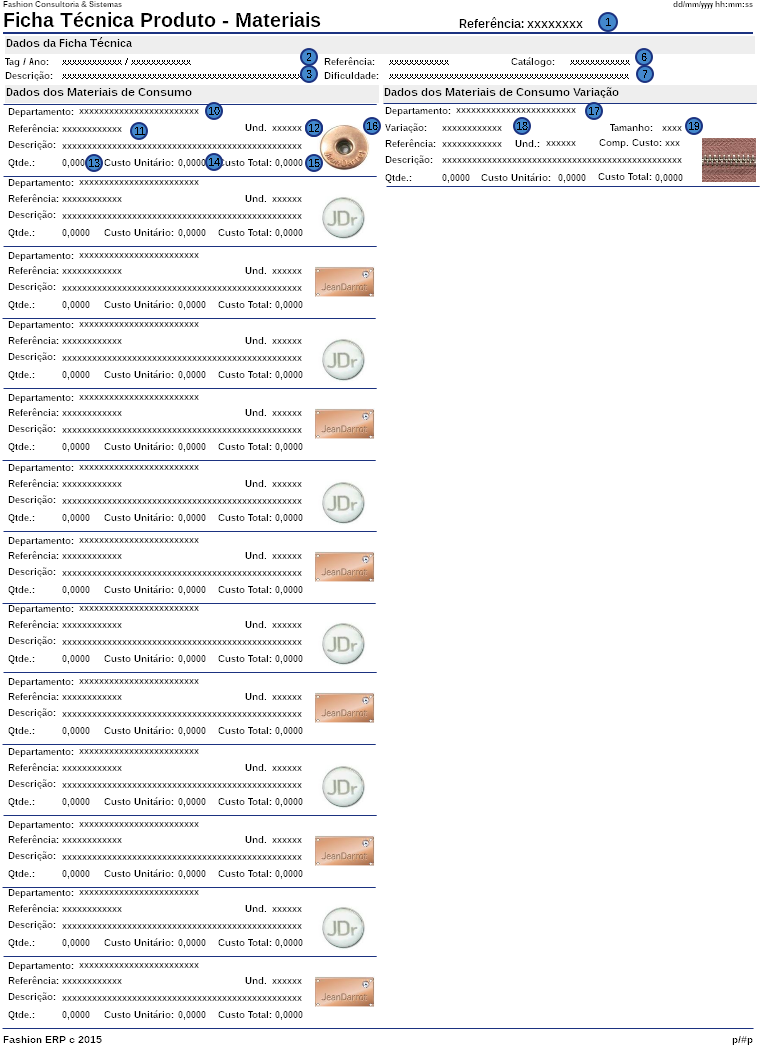 Fashion Consultoria & Sistemas dd/mm/yyyy hh:mm:ss
Ficha Técnica Produto - Materiais Referência: xxxxxxxx 1
Dados da Ficha Técnica
Tag / Ano: xxxxxxxxxxxx / xxxxxxxxxxxx 2 Referência: xxxxxxxxxxxx Catálogo: xxxxxxxxxxxx 6
Descrição: xxxxxxxxxxxxxxxxxxxxxxxxxxxxxxxxxxxxxxxxxxxxxxxx 3 Dificuldade: xxxxxxxxxxxxxxxxxxxxxxxxxxxxxxxxxxxxxxxxxxxxxxxx 7
Dados dos Materiais de Consumo
Departamento: xxxxxxxxxxxxxxxxxxxxxxxx 10
Referência: xxxxxxxxxxxx 11 Und. xxxxxx 12 16
Descrição: xxxxxxxxxxxxxxxxxxxxxxxxxxxxxxxxxxxxxxxxxxxxxxxx
Qtde.: 0,000 13 Custo Unitário: 0,0000 14 Custo Total: 0,0000 15
Departamento: xxxxxxxxxxxxxxxxxxxxxxxx
Referência: xxxxxxxxxxxx Und. xxxxxx
Descrição: xxxxxxxxxxxxxxxxxxxxxxxxxxxxxxxxxxxxxxxxxxxxxxxx
JDr
Qtde.: 0,0000 Custo Unitário: 0,0000 Custo Total: 0,0000
Departamento: xxxxxxxxxxxxxxxxxxxxxxxx
Referência: xxxxxxxxxxxx Und. xxxxxx
Descrição: xxxxxxxxxxxxxxxxxxxxxxxxxxxxxxxxxxxxxxxxxxxxxxxx
JeanDarrot
Qtde.: 0,0000 Custo Unitário: 0,0000 Custo Total: 0,0000
Departamento: xxxxxxxxxxxxxxxxxxxxxxxx
Referência: xxxxxxxxxxxx Und. xxxxxx
Descrição: xxxxxxxxxxxxxxxxxxxxxxxxxxxxxxxxxxxxxxxxxxxxxxxx
JDr
Qtde.: 0,0000 Custo Unitário: 0,0000 Custo Total: 0,0000
Departamento: xxxxxxxxxxxxxxxxxxxxxxxx
Referência: xxxxxxxxxxxx Und. xxxxxx
Descrição: xxxxxxxxxxxxxxxxxxxxxxxxxxxxxxxxxxxxxxxxxxxxxxxx
JeanDarrot
Qtde.: 0,0000 Custo Unitário: 0,0000 Custo Total: 0,0000
Departamento: xxxxxxxxxxxxxxxxxxxxxxxx
Referência: xxxxxxxxxxxx Und. xxxxxx
Descrição: xxxxxxxxxxxxxxxxxxxxxxxxxxxxxxxxxxxxxxxxxxxxxxxx
JDr
Qtde.: 0,0000 Custo Unitário: 0,0000 Custo Total: 0,0000
Departamento: xxxxxxxxxxxxxxxxxxxxxxxx
Referência: xxxxxxxxxxxx Und. xxxxxx
Descrição: xxxxxxxxxxxxxxxxxxxxxxxxxxxxxxxxxxxxxxxxxxxxxxxx
JeanDarrot
Qtde.: 0,0000 Custo Unitário: 0,0000 Custo Total: 0,0000
Departamento: xxxxxxxxxxxxxxxxxxxxxxxx
Referência: xxxxxxxxxxxx Und. xxxxxx
Descrição: xxxxxxxxxxxxxxxxxxxxxxxxxxxxxxxxxxxxxxxxxxxxxxxx
JDr
Qtde.: 0,0000 Custo Unitário: 0,0000 Custo Total: 0,0000
Departamento: xxxxxxxxxxxxxxxxxxxxxxxx
Referência: xxxxxxxxxxxx Und. xxxxxx
Descrição: xxxxxxxxxxxxxxxxxxxxxxxxxxxxxxxxxxxxxxxxxxxxxxxx
JeanDarrot
Qtde.: 0,0000 Custo Unitário: 0,0000 Custo Total: 0,0000
Departamento: xxxxxxxxxxxxxxxxxxxxxxxx
Referência: xxxxxxxxxxxx Und. xxxxxx
Descrição: xxxxxxxxxxxxxxxxxxxxxxxxxxxxxxxxxxxxxxxxxxxxxxxx
JDr
Qtde.: 0,0000 Custo Unitário: 0,0000 Custo Total: 0,0000
Departamento: xxxxxxxxxxxxxxxxxxxxxxxx
Referência: xxxxxxxxxxxx Und. xxxxxx
Descrição: xxxxxxxxxxxxxxxxxxxxxxxxxxxxxxxxxxxxxxxxxxxxxxxx
JeanDarrot
Qtde.: 0,0000 Custo Unitário: 0,0000 Custo Total: 0,0000
Departamento: xxxxxxxxxxxxxxxxxxxxxxxx
Referência: xxxxxxxxxxxx Und. xxxxxx
Descrição: xxxxxxxxxxxxxxxxxxxxxxxxxxxxxxxxxxxxxxxxxxxxxxxx
JDr
Qtde.: 0,0000 Custo Unitário: 0,0000 Custo Total: 0,0000
Departamento: xxxxxxxxxxxxxxxxxxxxxxxx
Referência: xxxxxxxxxxxx Und. xxxxxx
Descrição: xxxxxxxxxxxxxxxxxxxxxxxxxxxxxxxxxxxxxxxxxxxxxxxx
JeanDarrot
Qtde.: 0,0000 Custo Unitário: 0,0000 Custo Total: 0,0000
Dados dos Materiais de Consumo Variação
Departamento: xxxxxxxxxxxxxxxxxxxxxxxx 17
Variação: xxxxxxxxxxxx 18 Tamanho: xxxx 19
Referência: xxxxxxxxxxxx Und.: xxxxxx Comp. Custo: xxx
Descrição: xxxxxxxxxxxxxxxxxxxxxxxxxxxxxxxxxxxxxxxxxxxxxxxx
Qtde.: 0,0000 Custo Unitário: 0,0000 Custo Total: 0,0000
Fashion ERP c 2015 p/#p